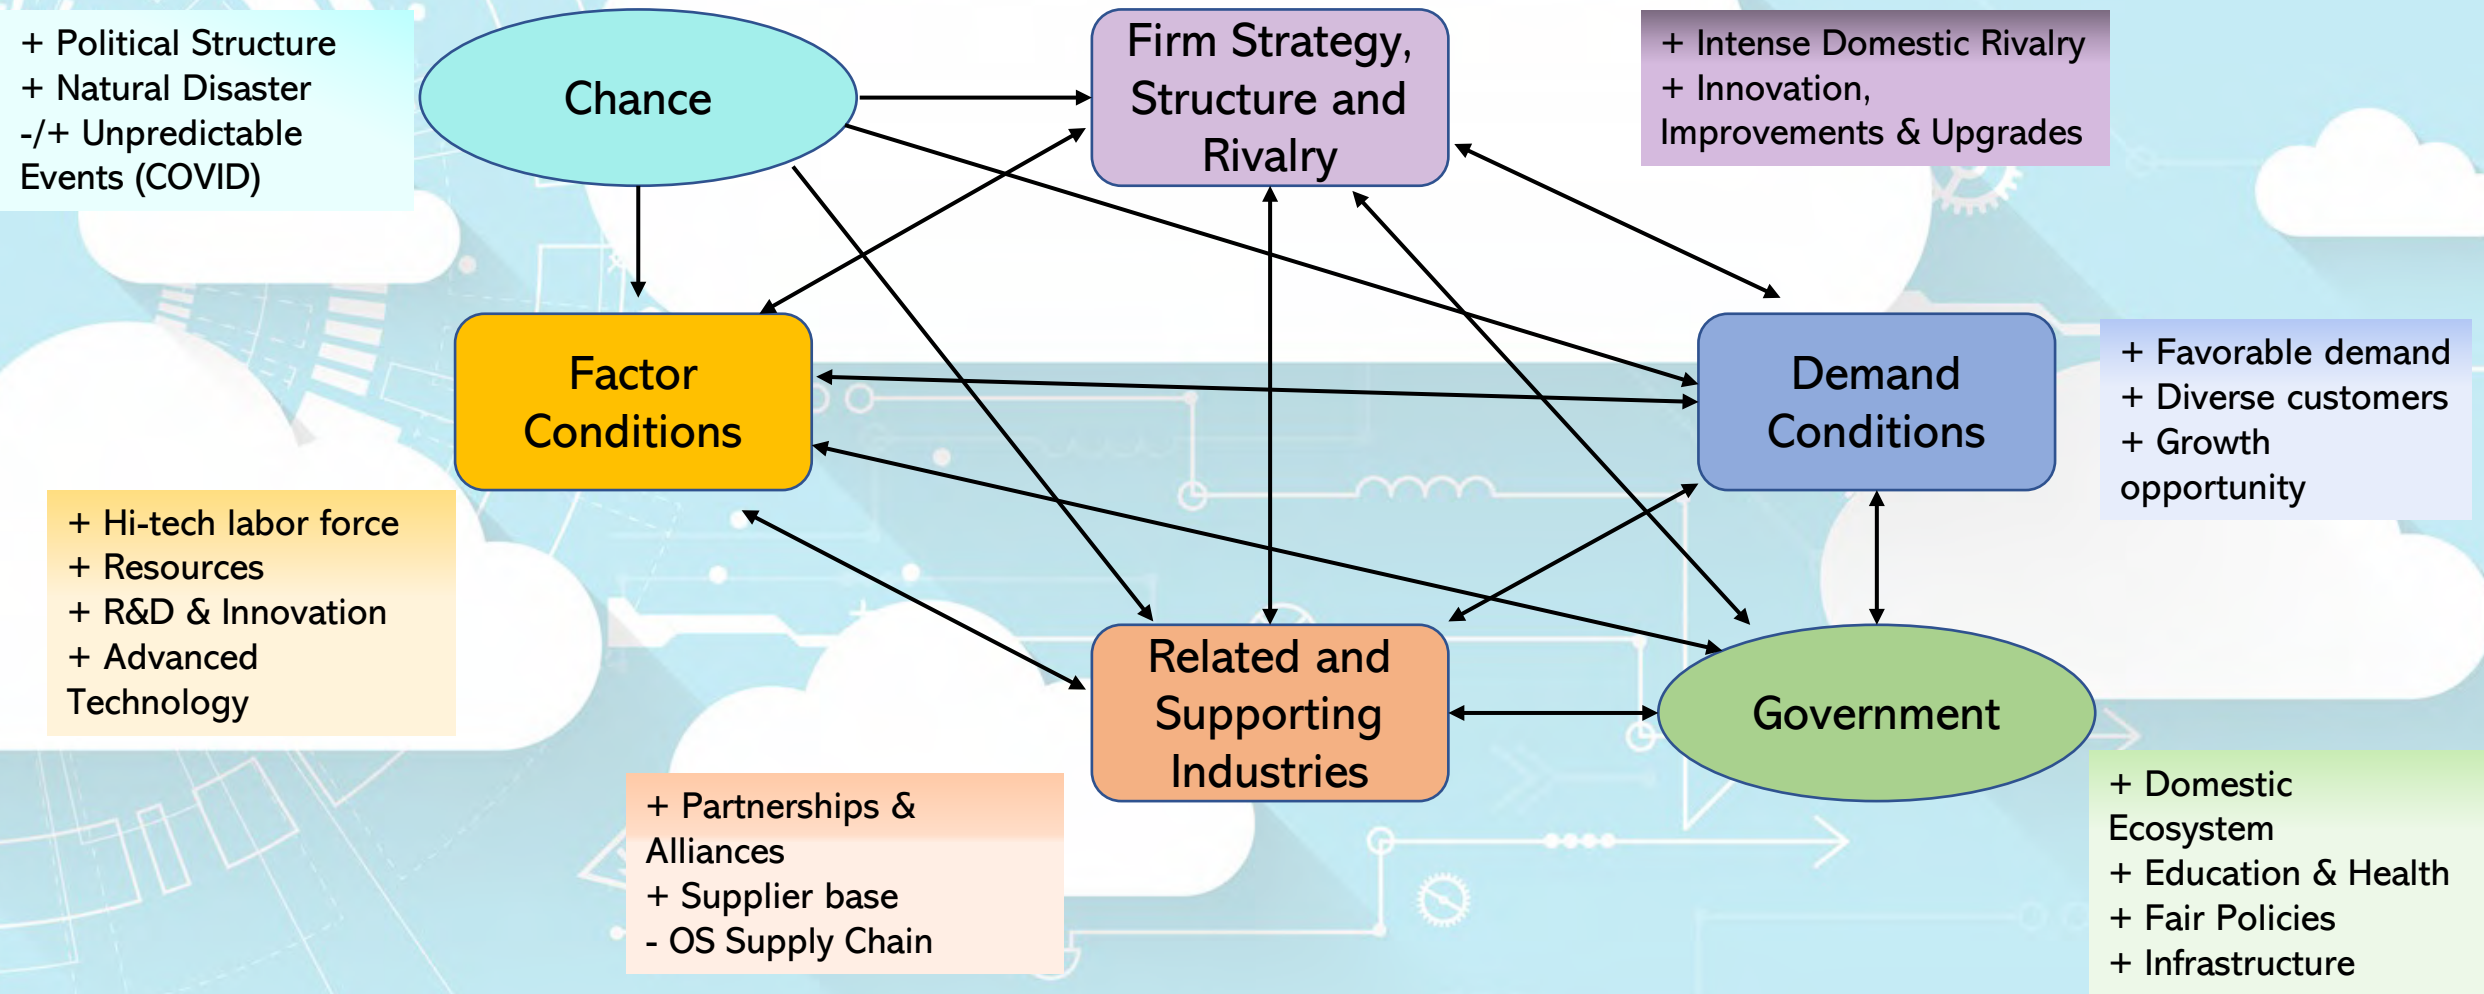 + Political Structure
+ Natural Disaster
-/+ Unpredictable
Events (COVID)
Chance
Firm Strategy,
Structure and
Rivalry
+ Intense Domestic Rivalry
+ Innovation,
Improvements & Upgrades
Factor
Conditions
Demand
Conditions
+ Favorable demand
+ Diverse customers
+ Growth
opportunity
+ Hi-tech labor force
+ Resources
+ R&D & Innovation
+ Advanced
Technology
Related and
Supporting
Industries
Government
+ Partnerships &
Alliances
+ Supplier base
- OS Supply Chain
+ Domestic
Ecosystem
+ Education & Health
+ Fair Policies
+ Infrastructure